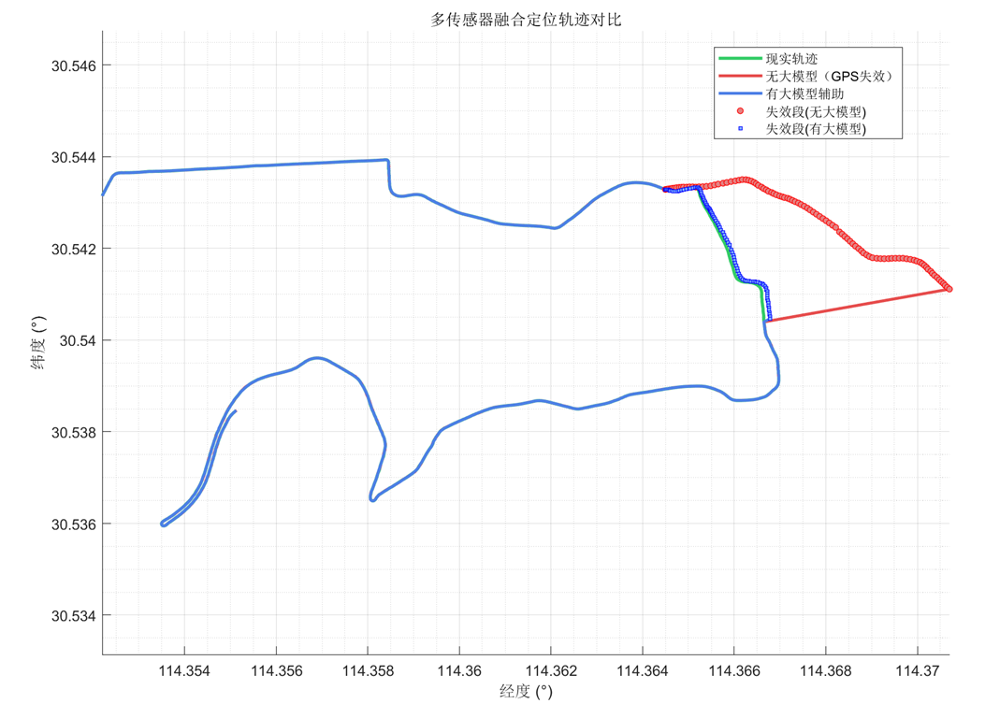 多传感器融合定位轨迹对比
现实轨迹
无大模型（GPS失效）
有大模型辅助
失效段(无大模型)
失效段(有大模型)
30.546
30.544
30.542
30.54
30.538
30.536
30.534
纬度 (°)
114.354
114.356
114.358
114.36
114.362
114.364
114.366
114.368
114.37
经度 (°)